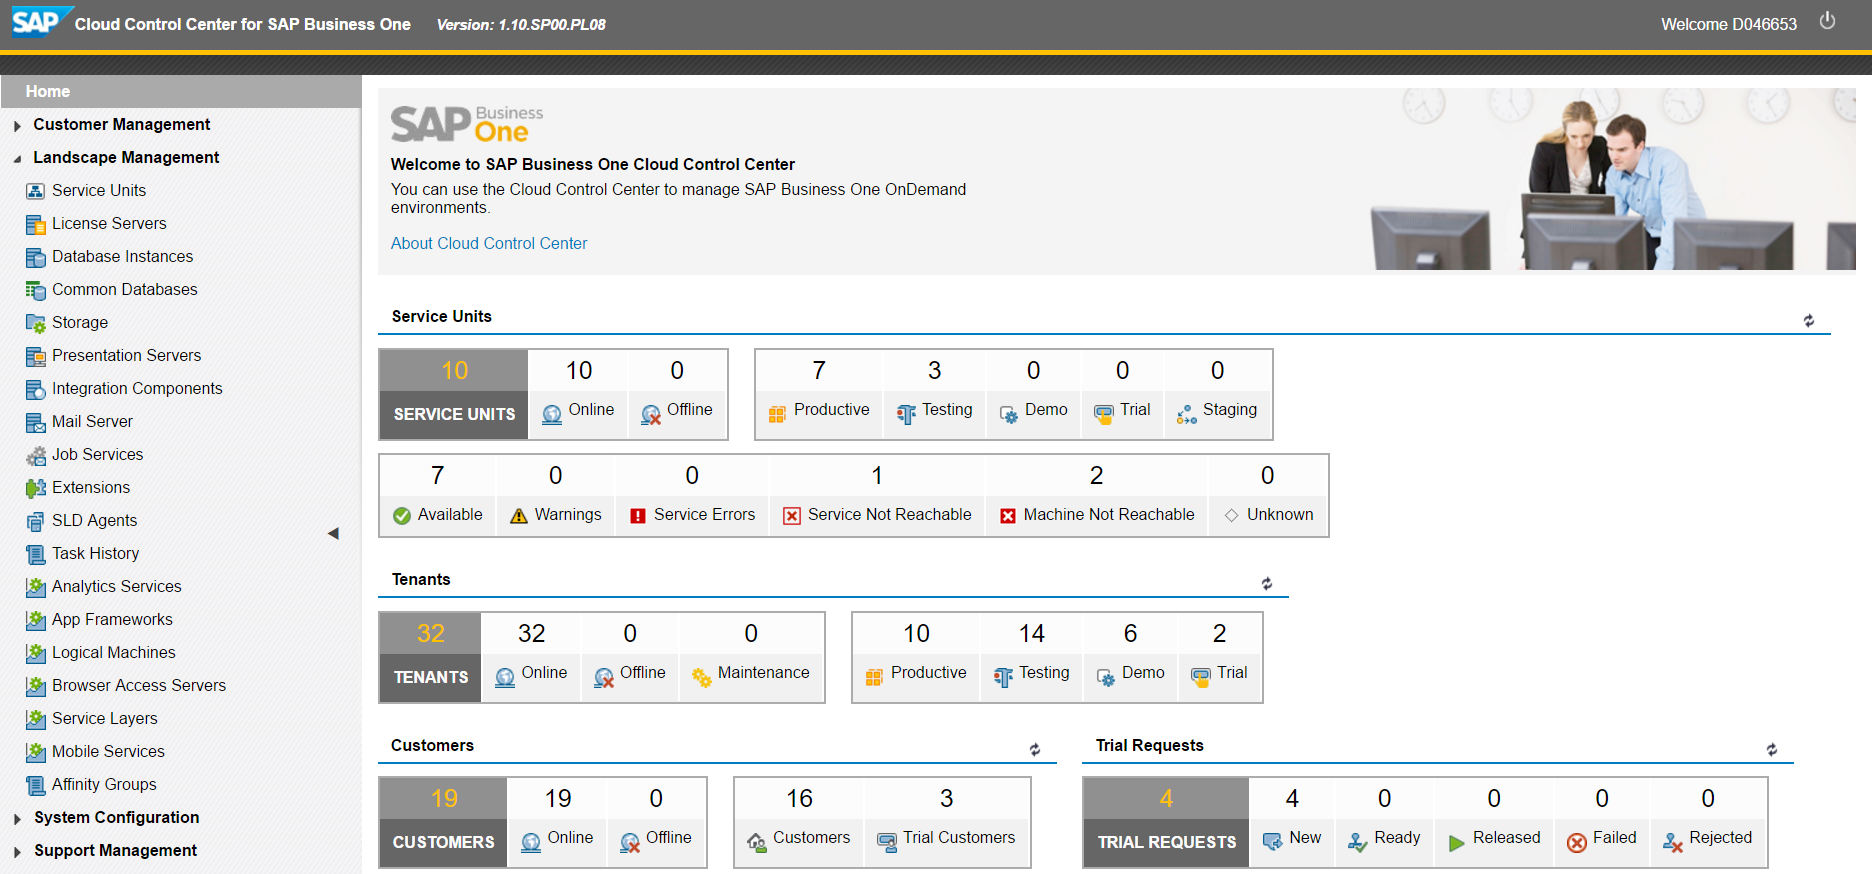 SAP Cloud Control Center for SAP Business One Version: 1.10.SP00.PL08 Welcome D046653
Home
Customer Management
Landscape Management
Service Units
License Servers
Database Instances
Common Databases
Storage
Presentation Servers
Integration Components
Mail Server
Job Services
Extensions
SLD Agents
Task History
Analytics Services
App Frameworks
Logical Machines
Browser Access Servers
Service Layers
Mobile Services
Affinity Groups
System Configuration
Support Management
SAP Business One
Welcome to SAP Business One Cloud Control Center
You can use the Cloud Control Center to manage SAP Business One OnDemand
environments.
About Cloud Control Center
Service Units
10 10 0 7 3 0 0 0
SERVICE UNITS Online Offline Productive Testing Demo Trial Staging
7 0 0 1 2 0
Available Warnings Service Errors Service Not Reachable Machine Not Reachable Unknown
Tenants
32 32 0 0 10 14 6 2
TENANTS Online Offline Maintenance Productive Testing Demo Trial
Customers
19 19 0 16 3
CUSTOMERS Online Offline Customers Trial Customers
Trial Requests
4 4 0 0 0 0
TRIAL REQUESTS New Ready Released Failed Rejected